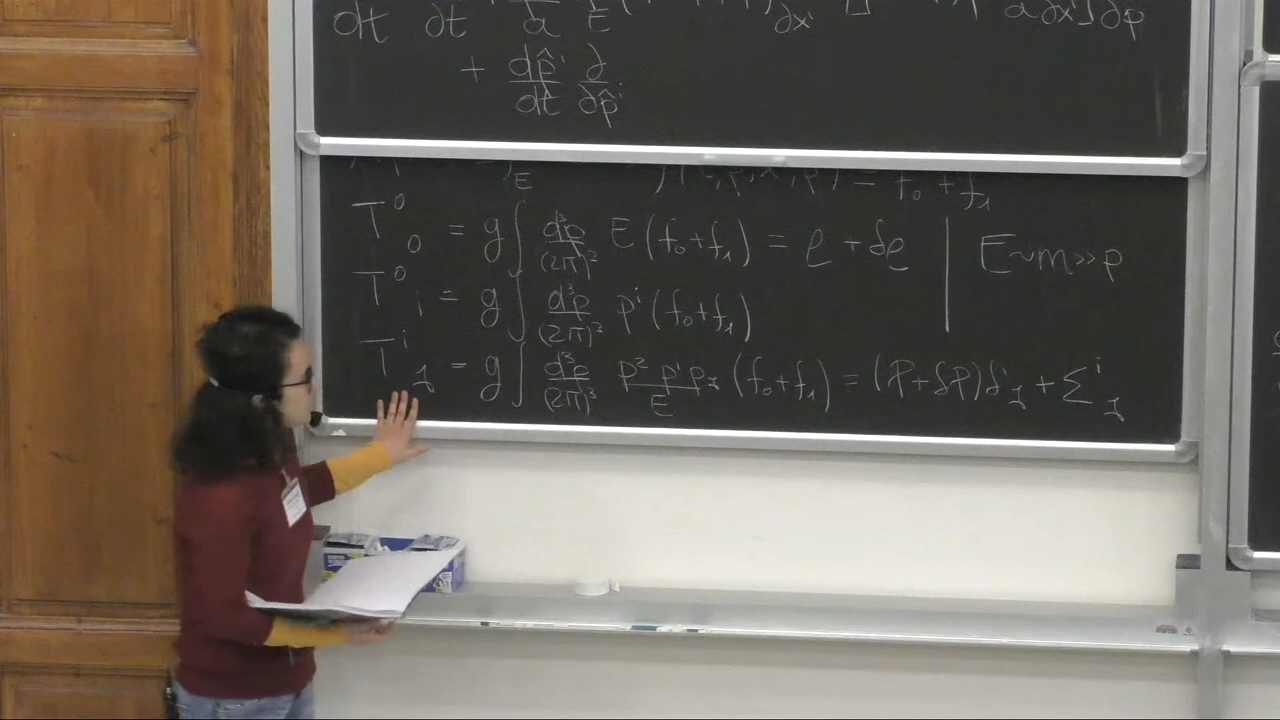 dt ∂t a E ∂x^i a ∂x^i ] ∂p
+ dp̂^i/dt ∂/∂p̂^i
E = f_0 + f_1
T^0_0 = g∫ d^3p/(2π)^3 E (f_0+f_1) = ρ + δρ | E~m>>p
T^0_i = g∫ d^3p/(2π)^3 p^i (f_0+f_1)
T^i_j = g∫ d^3p/(2π)^3 p^2 p^i p_j/E (f_0+f_1) = (P+δP)δ^i_j + Σ^i_j